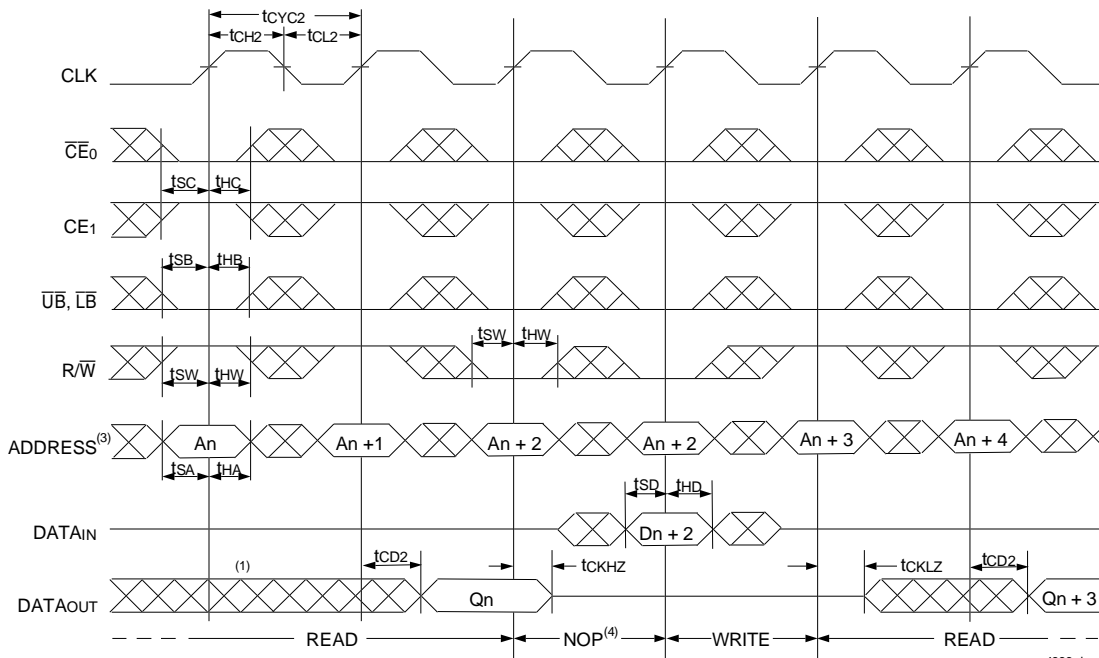 tCYC2
tCH2 tCL2
CLK
CE0
tSC tHC
CE1
tSB tHB
UB, LB
tSW tHW
R/W
tSW tHW
ADDRESS(3) An An +1 An + 2 An + 2 An + 3 An + 4
tSA tHA
tSD tHD
DATAIN Dn + 2
(1) tCD2 tCKHZ tCKLZ tCD2
DATAOUT Qn Qn + 3
READ NOP(4) WRITE READ